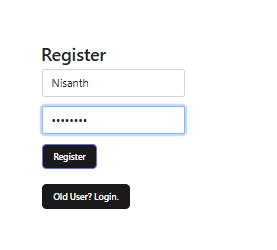 Register
Nisanth
••••••••
Register
Old User? Login.